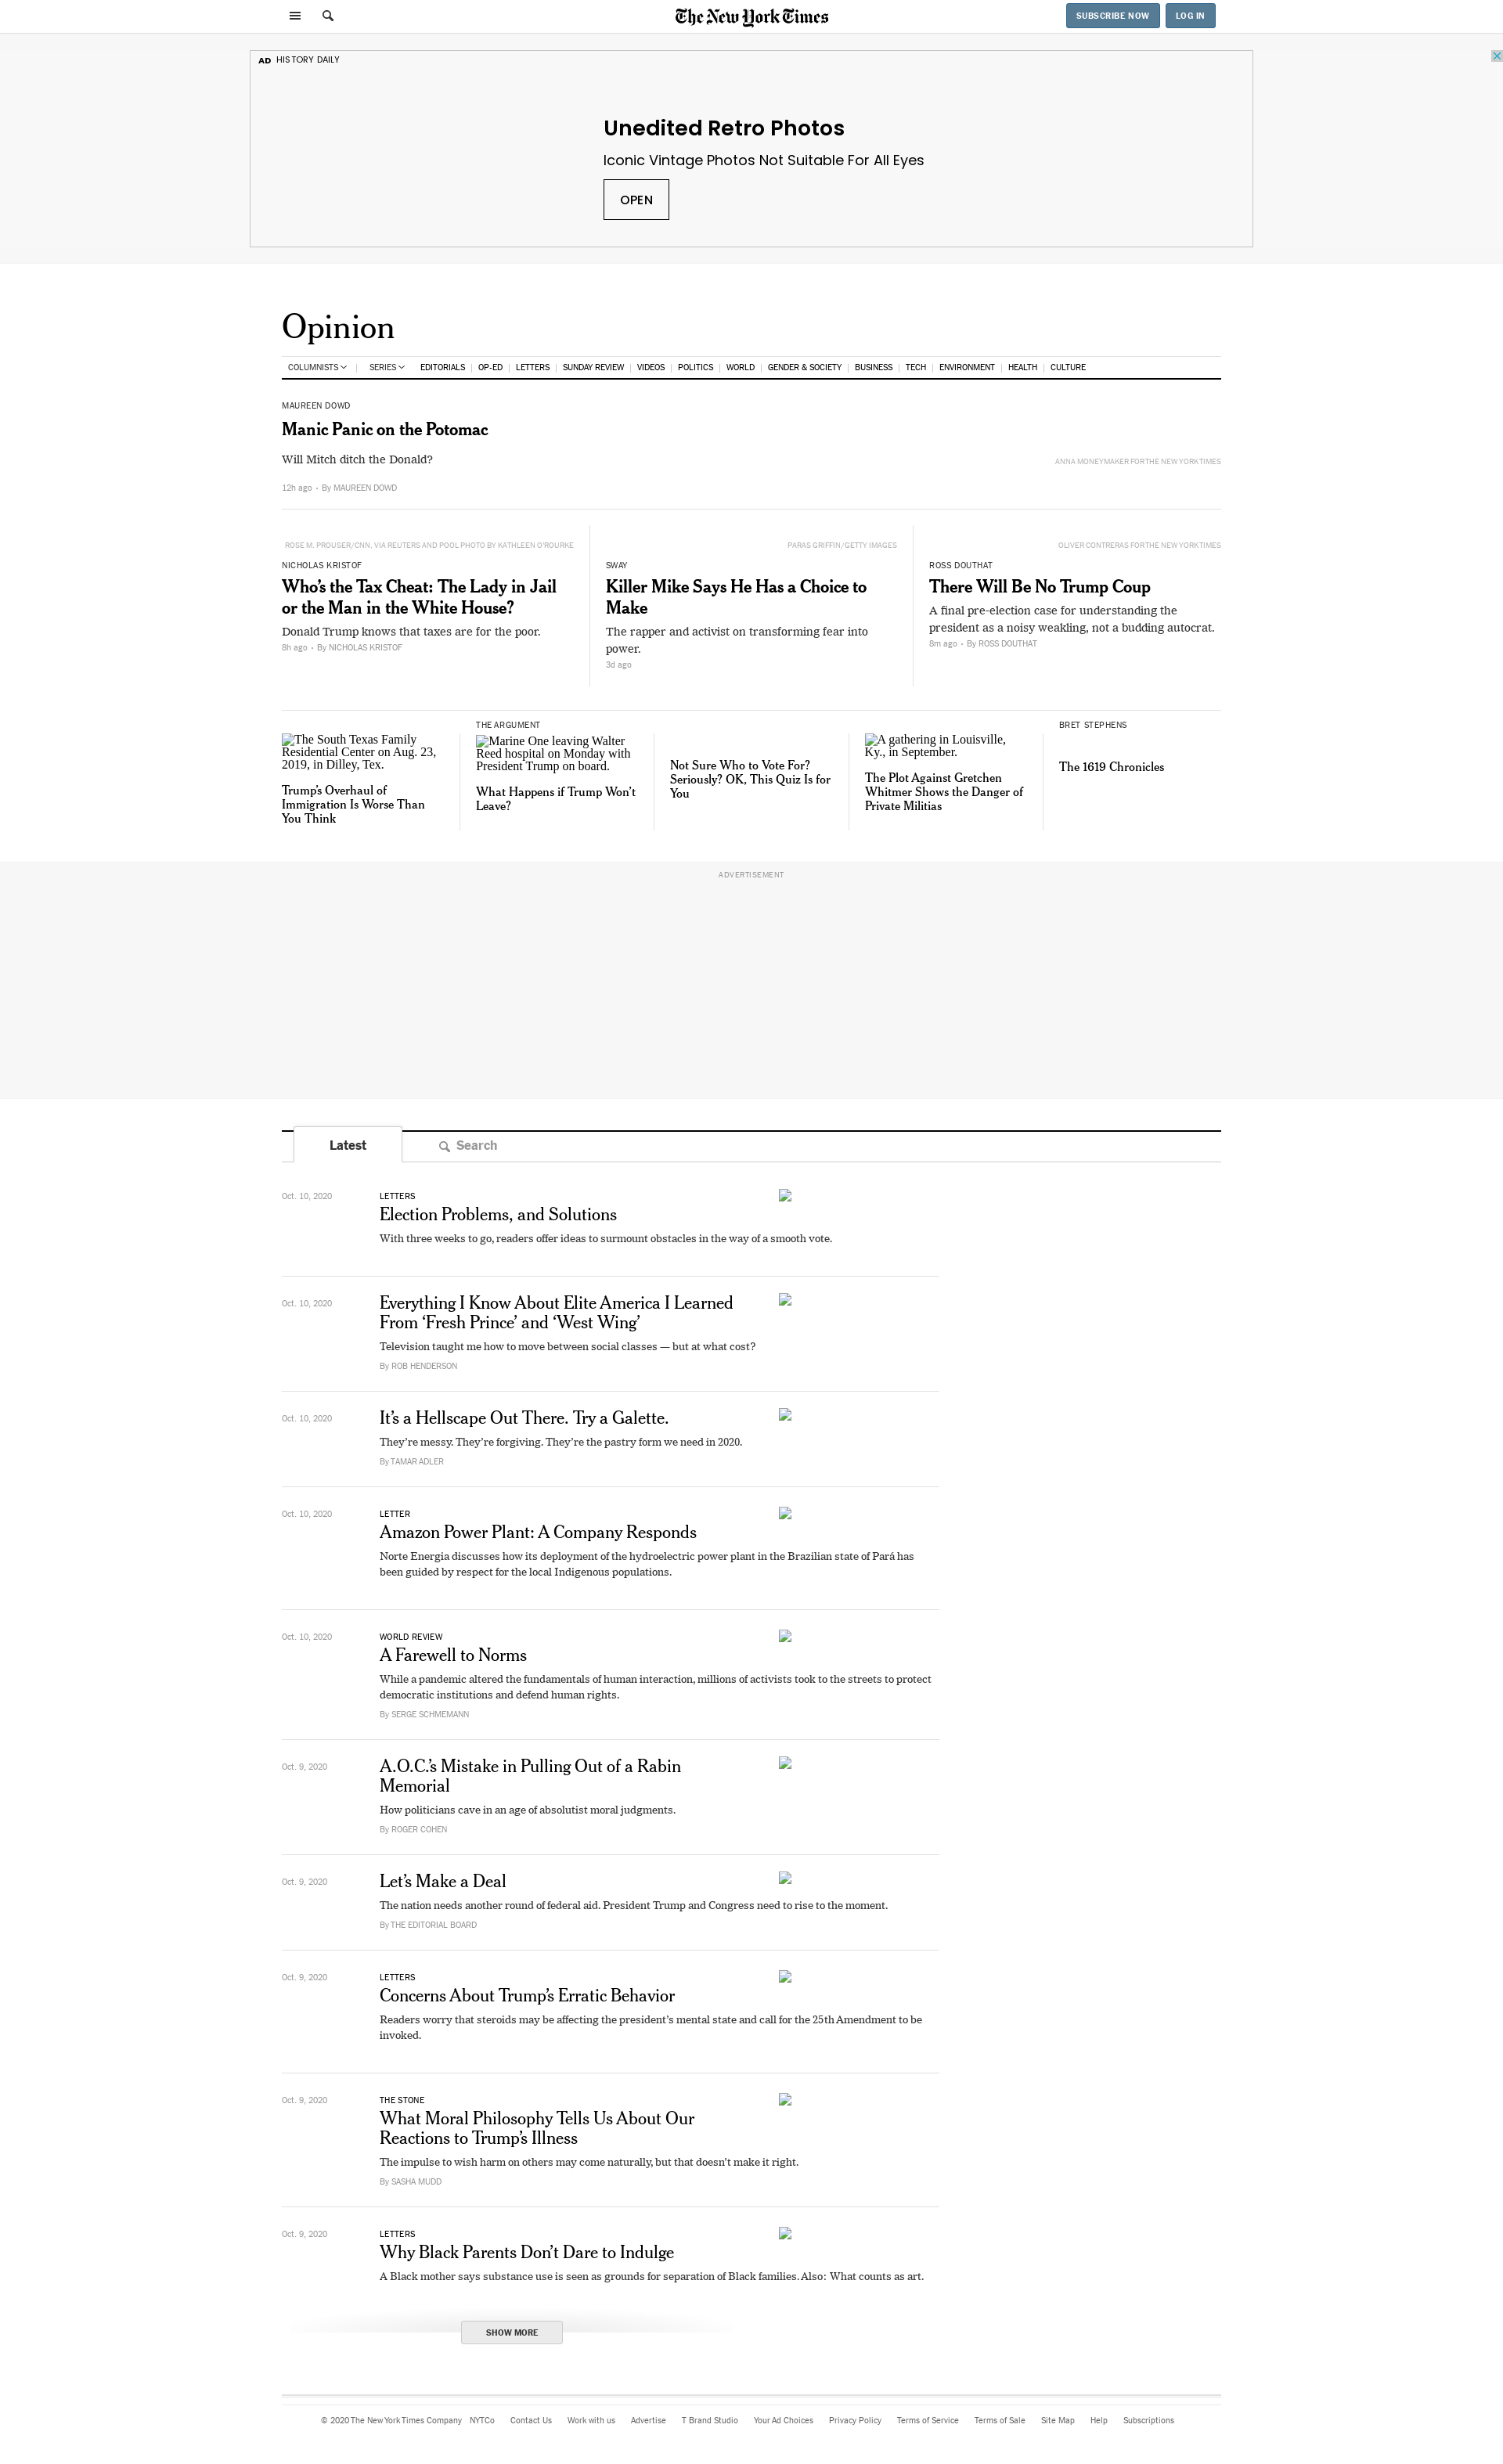 The New York Times
SUBSCRIBE NOW
LOG IN
AD HISTORY DAILY
Unedited Retro Photos
Iconic Vintage Photos Not Suitable For All Eyes
OPEN
Opinion
COLUMNISTS | SERIES EDITORIALS | OP-ED | LETTERS | SUNDAY REVIEW | VIDEOS | POLITICS | WORLD | GENDER & SOCIETY | BUSINESS | TECH | ENVIRONMENT | HEALTH | CULTURE
MAUREEN DOWD
Manic Panic on the Potomac
Will Mitch ditch the Donald?
ANNA MONEYMAKER FOR THE NEW YORK TIMES
12h ago • By MAUREEN DOWD
ROSE M. PROUSER/CNN, VIA REUTERS AND POOL PHOTO BY KATHLEEN O'ROURKE
NICHOLAS KRISTOF
Who’s the Tax Cheat: The Lady in Jail
or the Man in the White House?
Donald Trump knows that taxes are for the poor.
8h ago • By NICHOLAS KRISTOF
PARAS GRIFFIN/GETTY IMAGES
SWAY
Killer Mike Says He Has a Choice to
Make
The rapper and activist on transforming fear into
power.
3d ago
OLIVER CONTRERAS FOR THE NEW YORK TIMES
ROSS DOUTHAT
There Will Be No Trump Coup
A final pre-election case for understanding the
president as a noisy weakling, not a budding autocrat.
8m ago • By ROSS DOUTHAT
The South Texas Family
Residential Center on Aug. 23,
2019, in Dilley, Tex.
Trump’s Overhaul of
Immigration Is Worse Than
You Think
THE ARGUMENT
Marine One leaving Walter
Reed hospital on Monday with
President Trump on board.
What Happens if Trump Won’t
Leave?
Not Sure Who to Vote For?
Seriously? OK, This Quiz Is for
You
A gathering in Louisville,
Ky., in September.
The Plot Against Gretchen
Whitmer Shows the Danger of
Private Militias
BRET STEPHENS
The 1619 Chronicles
ADVERTISEMENT
Latest
Search
Oct. 10, 2020
LETTERS
Election Problems, and Solutions
With three weeks to go, readers offer ideas to surmount obstacles in the way of a smooth vote.
Oct. 10, 2020
Everything I Know About Elite America I Learned
From ‘Fresh Prince’ and ‘West Wing’
Television taught me how to move between social classes — but at what cost?
By ROB HENDERSON
Oct. 10, 2020
It’s a Hellscape Out There. Try a Galette.
They’re messy. They’re forgiving. They’re the pastry form we need in 2020.
By TAMAR ADLER
Oct. 10, 2020
LETTER
Amazon Power Plant: A Company Responds
Norte Energia discusses how its deployment of the hydroelectric power plant in the Brazilian state of Pará has
been guided by respect for the local Indigenous populations.
Oct. 10, 2020
WORLD REVIEW
A Farewell to Norms
While a pandemic altered the fundamentals of human interaction, millions of activists took to the streets to protect
democratic institutions and defend human rights.
By SERGE SCHMEMANN
Oct. 9, 2020
A.O.C.’s Mistake in Pulling Out of a Rabin
Memorial
How politicians cave in an age of absolutist moral judgments.
By ROGER COHEN
Oct. 9, 2020
Let’s Make a Deal
The nation needs another round of federal aid. President Trump and Congress need to rise to the moment.
By THE EDITORIAL BOARD
Oct. 9, 2020
LETTERS
Concerns About Trump’s Erratic Behavior
Readers worry that steroids may be affecting the president’s mental state and call for the 25th Amendment to be
invoked.
Oct. 9, 2020
THE STONE
What Moral Philosophy Tells Us About Our
Reactions to Trump’s Illness
The impulse to wish harm on others may come naturally, but that doesn’t make it right.
By SASHA MUDD
Oct. 9, 2020
LETTERS
Why Black Parents Don’t Dare to Indulge
A Black mother says substance use is seen as grounds for separation of Black families. Also: What counts as art.
SHOW MORE
© 2020 The New York Times Company NYTCo Contact Us Work with us Advertise T Brand Studio Your Ad Choices Privacy Policy Terms of Service Terms of Sale Site Map Help Subscriptions